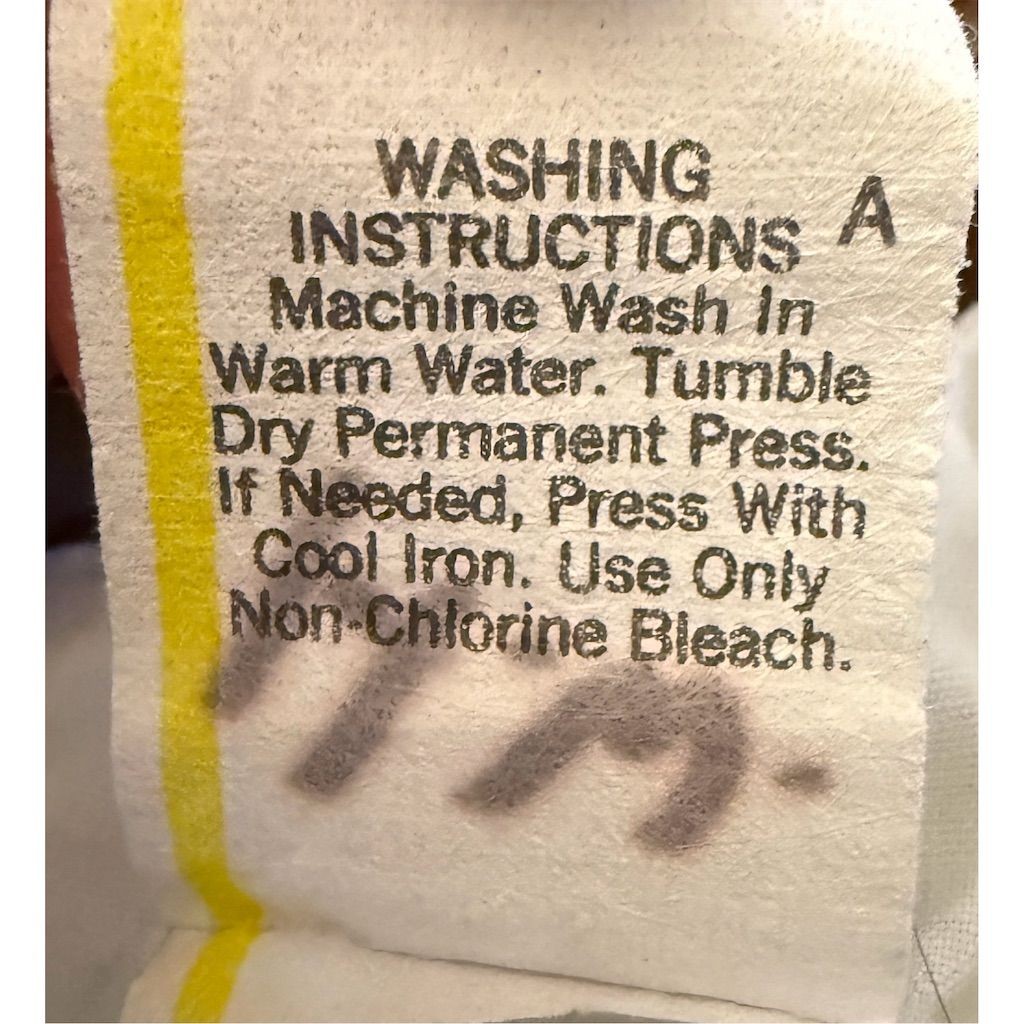 WASHING
INSTRUCTIONS A
Machine Wash In
Warm Water. Tumble
Dry Permanent Press.
If Needed, Press With
Cool Iron. Use Only
Non-Chlorine Bleach.